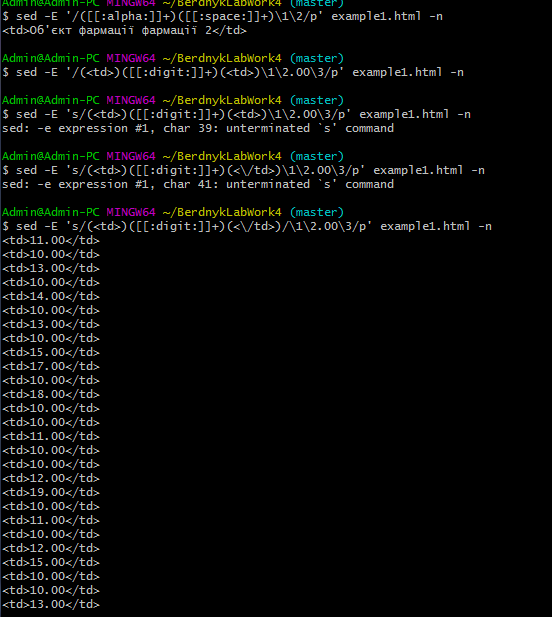 $ sed -E '/([[:alpha:]]+)([[:space:]]+)\1\2/p' example1.html -n
<td>Об'єкт фармації фармації 2</td>
Admin@Admin-PC MINGW64 ~/BerdnykLabWork4 (master)
$ sed -E '/(<td>)([[:digit:]]+)(<td>)\1\2.00\3/p' example1.html -n
Admin@Admin-PC MINGW64 ~/BerdnykLabWork4 (master)
$ sed -E 's/(<td>)([[:digit:]]+)(<td>)\1\2.00\3/p' example1.html -n
sed: -e expression #1, char 39: unterminated `s' command
Admin@Admin-PC MINGW64 ~/BerdnykLabWork4 (master)
$ sed -E 's/(<td>)([[:digit:]]+)(<\/td>)\1\2.00\3/p' example1.html -n
sed: -e expression #1, char 41: unterminated `s' command
Admin@Admin-PC MINGW64 ~/BerdnykLabWork4 (master)
$ sed -E 's/(<td>)([[:digit:]]+)(<\/td>)/\1\2.00\3/p' example1.html -n
<td>11.00</td>
<td>10.00</td>
<td>13.00</td>
<td>10.00</td>
<td>14.00</td>
<td>10.00</td>
<td>13.00</td>
<td>10.00</td>
<td>15.00</td>
<td>17.00</td>
<td>10.00</td>
<td>18.00</td>
<td>10.00</td>
<td>10.00</td>
<td>11.00</td>
<td>10.00</td>
<td>10.00</td>
<td>12.00</td>
<td>19.00</td>
<td>10.00</td>
<td>11.00</td>
<td>10.00</td>
<td>12.00</td>
<td>15.00</td>
<td>10.00</td>
<td>10.00</td>
<td>13.00</td>